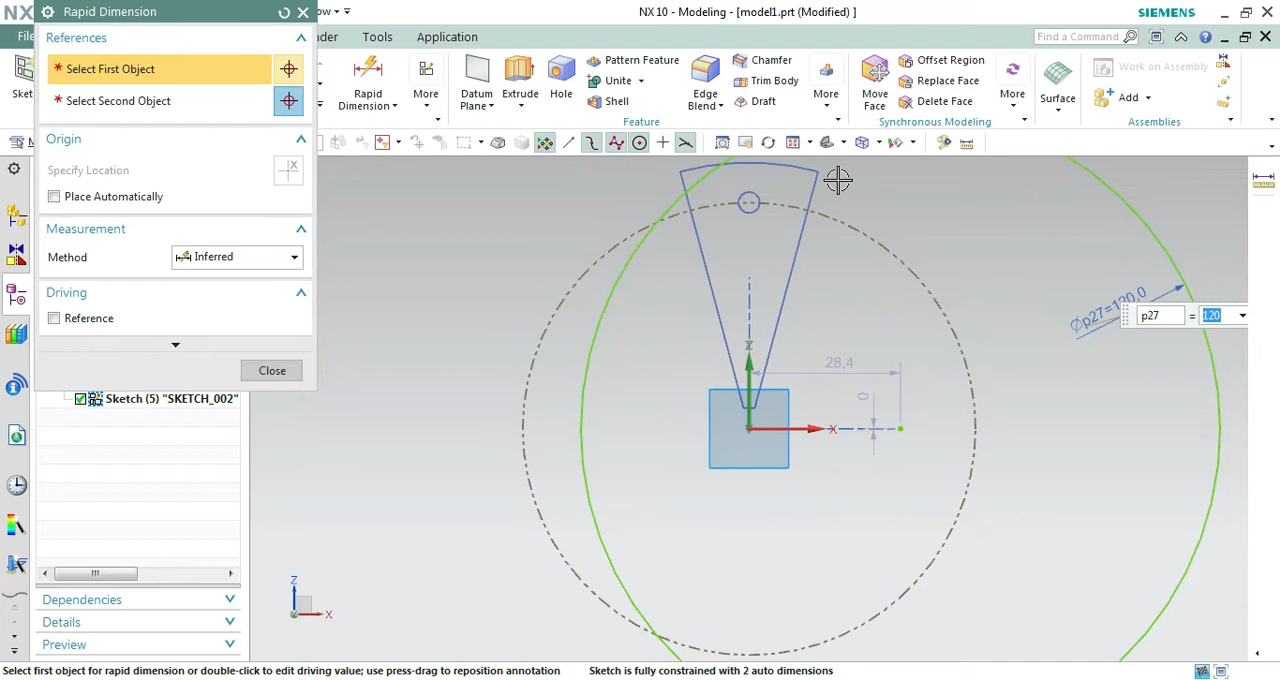 NX
Rapid Dimension
ow
NX 10 - Modeling - [model1.prt (Modified) ]
SIEMENS
File
der
Tools
Application
Find a Command
References
* Select First Object
* Select Second Object
Origin
Specify Location
Place Automatically
Measurement
Method
Inferred
Driving
Reference
Close
Rapid
Dimension
More
Datum
Plane
Extrude
Hole
Pattern Feature
Unite
Shell
Edge
Blend
Chamfer
Trim Body
Draft
More
Feature
Move
Face
Offset Region
Replace Face
Delete Face
More
Synchronous Modeling
Surface
Work on Assembly
Add
Assemblies
Sketch (5) "SKETCH_002"
Dependencies
Details
Preview
Øp27=120,0
p27
=
120
28,4
0
Z
X
Z
X
Select first object for rapid dimension or double-click to edit driving value; use press-drag to reposition annotation
Sketch is fully constrained with 2 auto dimensions